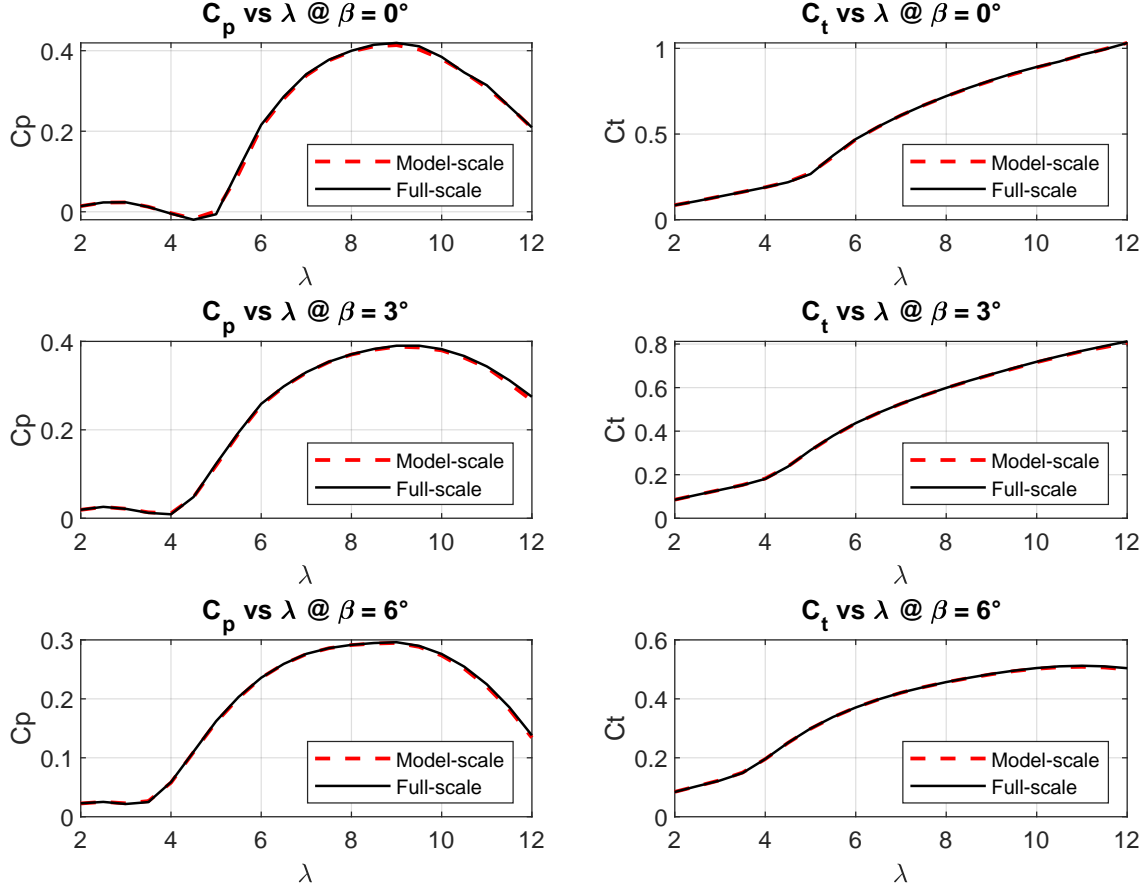 C_p vs λ @ β = 0°
Cp
0.4
0.2
0
Model-scale
Full-scale
2 4 6 8 10 12
λ
C_t vs λ @ β = 0°
Ct
1
0.5
0
Model-scale
Full-scale
2 4 6 8 10 12
λ
C_p vs λ @ β = 3°
Cp
0.4
0.2
0
Model-scale
Full-scale
2 4 6 8 10 12
λ
C_t vs λ @ β = 3°
Ct
0.8
0.6
0.4
0.2
0
Model-scale
Full-scale
2 4 6 8 10 12
λ
C_p vs λ @ β = 6°
Cp
0.3
0.2
0.1
0
Model-scale
Full-scale
2 4 6 8 10 12
λ
C_t vs λ @ β = 6°
Ct
0.6
0.4
0.2
0
Model-scale
Full-scale
2 4 6 8 10 12
λ